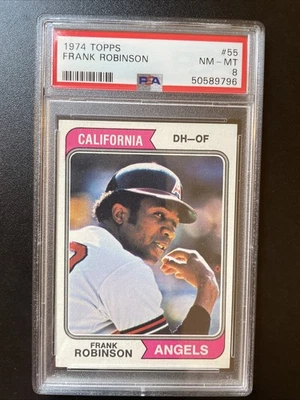 1974 TOPPS #55
FRANK ROBINSON NM-MT
PSA 8
50589796
CALIFORNIA DH-OF
FRANK
ROBINSON ANGELS